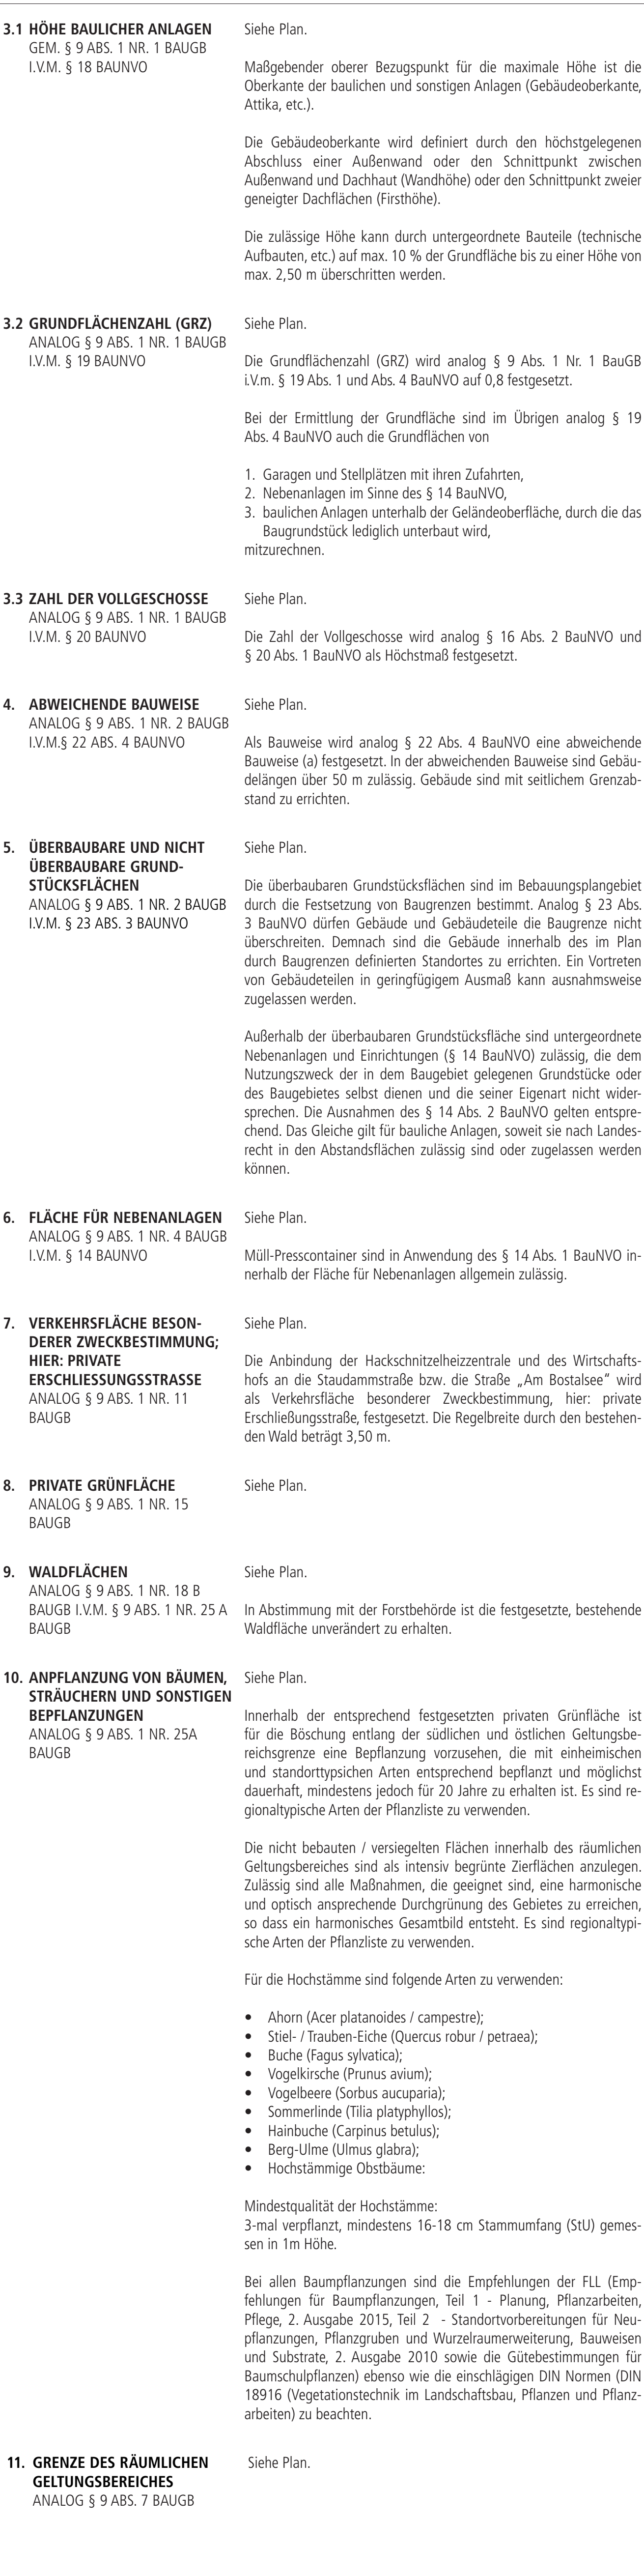 3.1 HÖHE BAULICHER ANLAGEN
GEM. § 9 ABS. 1 NR. 1 BAUGB
I.V.M. § 18 BAUNVO
Siehe Plan.
Maßgebender oberer Bezugspunkt für die maximale Höhe ist die
Oberkante der baulichen und sonstigen Anlagen (Gebäudeoberkante,
Attika, etc.).
Die Gebäudeoberkante wird definiert durch den höchstgelegenen
Abschluss einer Außenwand oder den Schnittpunkt zwischen
Außenwand und Dachhaut (Wandhöhe) oder den Schnittpunkt zweier
geneigter Dachflächen (Firsthöhe).
Die zulässige Höhe kann durch untergeordnete Bauteile (technische
Aufbauten, etc.) auf max. 10 % der Grundfläche bis zu einer Höhe von
max. 2,50 m überschritten werden.
3.2 GRUNDFLÄCHENZAHL (GRZ)
ANALOG § 9 ABS. 1 NR. 1 BAUGB
I.V.M. § 19 BAUNVO
Siehe Plan.
Die Grundflächenzahl (GRZ) wird analog § 9 Abs. 1 Nr. 1 BauGB
i.V.m. § 19 Abs. 1 und Abs. 4 BauNVO auf 0,8 festgesetzt.
Bei der Ermittlung der Grundfläche sind im Übrigen analog § 19
Abs. 4 BauNVO auch die Grundflächen von
1. Garagen und Stellplätzen mit ihren Zufahrten,
2. Nebenanlagen im Sinne des § 14 BauNVO,
3. baulichen Anlagen unterhalb der Geländeoberfläche, durch die das
Baugrundstück lediglich unterbaut wird,
mitzurechnen.
3.3 ZAHL DER VOLLGESCHOSSE
ANALOG § 9 ABS. 1 NR. 1 BAUGB
I.V.M. § 20 BAUNVO
Siehe Plan.
Die Zahl der Vollgeschosse wird analog § 16 Abs. 2 BauNVO und
§ 20 Abs. 1 BauNVO als Höchstmaß festgesetzt.
4. ABWEICHENDE BAUWEISE
ANALOG § 9 ABS. 1 NR. 2 BAUGB
I.V.M.§ 22 ABS. 4 BAUNVO
Siehe Plan.
Als Bauweise wird analog § 22 Abs. 4 BauNVO eine abweichende
Bauweise (a) festgesetzt. In der abweichenden Bauweise sind Gebäu-
delängen über 50 m zulässig. Gebäude sind mit seitlichem Grenzab-
stand zu errichten.
5. ÜBERBAUBARE UND NICHT
ÜBERBAUBARE GRUND-
STÜCKSFLÄCHEN
ANALOG § 9 ABS. 1 NR. 2 BAUGB
I.V.M. § 23 ABS. 3 BAUNVO
Siehe Plan.
Die überbaubaren Grundstücksflächen sind im Bebauungsplangebiet
durch die Festsetzung von Baugrenzen bestimmt. Analog § 23 Abs.
3 BauNVO dürfen Gebäude und Gebäudeteile die Baugrenze nicht
überschreiten. Demnach sind die Gebäude innerhalb des im Plan
durch Baugrenzen definierten Standortes zu errichten. Ein Vortreten
von Gebäudeteilen in geringfügigem Ausmaß kann ausnahmsweise
zugelassen werden.
Außerhalb der überbaubaren Grundstücksfläche sind untergeordnete
Nebenanlagen und Einrichtungen (§ 14 BauNVO) zulässig, die dem
Nutzungszweck der in dem Baugebiet gelegenen Grundstücke oder
des Baugebietes selbst dienen und die seiner Eigenart nicht wider-
sprechen. Die Ausnahmen des § 14 Abs. 2 BauNVO gelten entspre-
chend. Das Gleiche gilt für bauliche Anlagen, soweit sie nach Landes-
recht in den Abstandsflächen zulässig sind oder zugelassen werden
können.
6. FLÄCHE FÜR NEBENANLAGEN
ANALOG § 9 ABS. 1 NR. 4 BAUGB
I.V.M. § 14 BAUNVO
Siehe Plan.
Müll-Presscontainer sind in Anwendung des § 14 Abs. 1 BauNVO in-
nerhalb der Fläche für Nebenanlagen allgemein zulässig.
7. VERKEHRSFLÄCHE BESON-
DERER ZWECKBESTIMMUNG;
HIER: PRIVATE
ERSCHLIESSUNGSSTRASSE
ANALOG § 9 ABS. 1 NR. 11
BAUGB
Siehe Plan.
Die Anbindung der Hackschnitzelheizzentrale und des Wirtschafts-
hofs an die Staudammstraße bzw. die Straße „Am Bostalsee“ wird
als Verkehrsfläche besonderer Zweckbestimmung, hier: private
Erschließungsstraße, festgesetzt. Die Regelbreite durch den bestehen-
den Wald beträgt 3,50 m.
8. PRIVATE GRÜNFLÄCHE
ANALOG § 9 ABS. 1 NR. 15
BAUGB
Siehe Plan.
9. WALDFLÄCHEN
ANALOG § 9 ABS. 1 NR. 18 B
BAUGB I.V.M. § 9 ABS. 1 NR. 25 A
BAUGB
Siehe Plan.
In Abstimmung mit der Forstbehörde ist die festgesetzte, bestehende
Waldfläche unverändert zu erhalten.
10. ANPFLANZUNG VON BÄUMEN,
STRÄUCHERN UND SONSTIGEN
BEPFLANZUNGEN
ANALOG § 9 ABS. 1 NR. 25A
BAUGB
Siehe Plan.
Innerhalb der entsprechend festgesetzten privaten Grünfläche ist
für die Böschung entlang der südlichen und östlichen Geltungsbe-
reichsgrenze eine Bepflanzung vorzusehen, die mit einheimischen
und standorttypsichen Arten entsprechend bepflanzt und möglichst
dauerhaft, mindestens jedoch für 20 Jahre zu erhalten ist. Es sind re-
gionaltypische Arten der Pflanzliste zu verwenden.
Die nicht bebauten / versiegelten Flächen innerhalb des räumlichen
Geltungsbereiches sind als intensiv begrünte Zierflächen anzulegen.
Zulässig sind alle Maßnahmen, die geeignet sind, eine harmonische
und optisch ansprechende Durchgrünung des Gebietes zu erreichen,
so dass ein harmonisches Gesamtbild entsteht. Es sind regionaltypi-
sche Arten der Pflanzliste zu verwenden.
Für die Hochstämme sind folgende Arten zu verwenden:
• Ahorn (Acer platanoides / campestre);
• Stiel- / Trauben-Eiche (Quercus robur / petraea);
• Buche (Fagus sylvatica);
• Vogelkirsche (Prunus avium);
• Vogelbeere (Sorbus aucuparia);
• Sommerlinde (Tilia platyphyllos);
• Hainbuche (Carpinus betulus);
• Berg-Ulme (Ulmus glabra);
• Hochstämmige Obstbäume:
Mindestqualität der Hochstämme:
3-mal verpflanzt, mindestens 16-18 cm Stammumfang (StU) gemes-
sen in 1m Höhe.
Bei allen Baumpflanzungen sind die Empfehlungen der FLL (Emp-
fehlungen für Baumpflanzungen, Teil 1 - Planung, Pflanzarbeiten,
Pflege, 2. Ausgabe 2015, Teil 2 - Standortvorbereitungen für Neu-
pflanzungen, Pflanzgruben und Wurzelraumerweiterung, Bauweisen
und Substrate, 2. Ausgabe 2010 sowie die Gütebestimmungen für
Baumschulpflanzen) ebenso wie die einschlägigen DIN Normen (DIN
18916 (Vegetationstechnik im Landschaftsbau, Pflanzen und Pflanz-
arbeiten) zu beachten.
11. GRENZE DES RÄUMLICHEN
GELTUNGSBEREICHES
ANALOG § 9 ABS. 7 BAUGB
Siehe Plan.